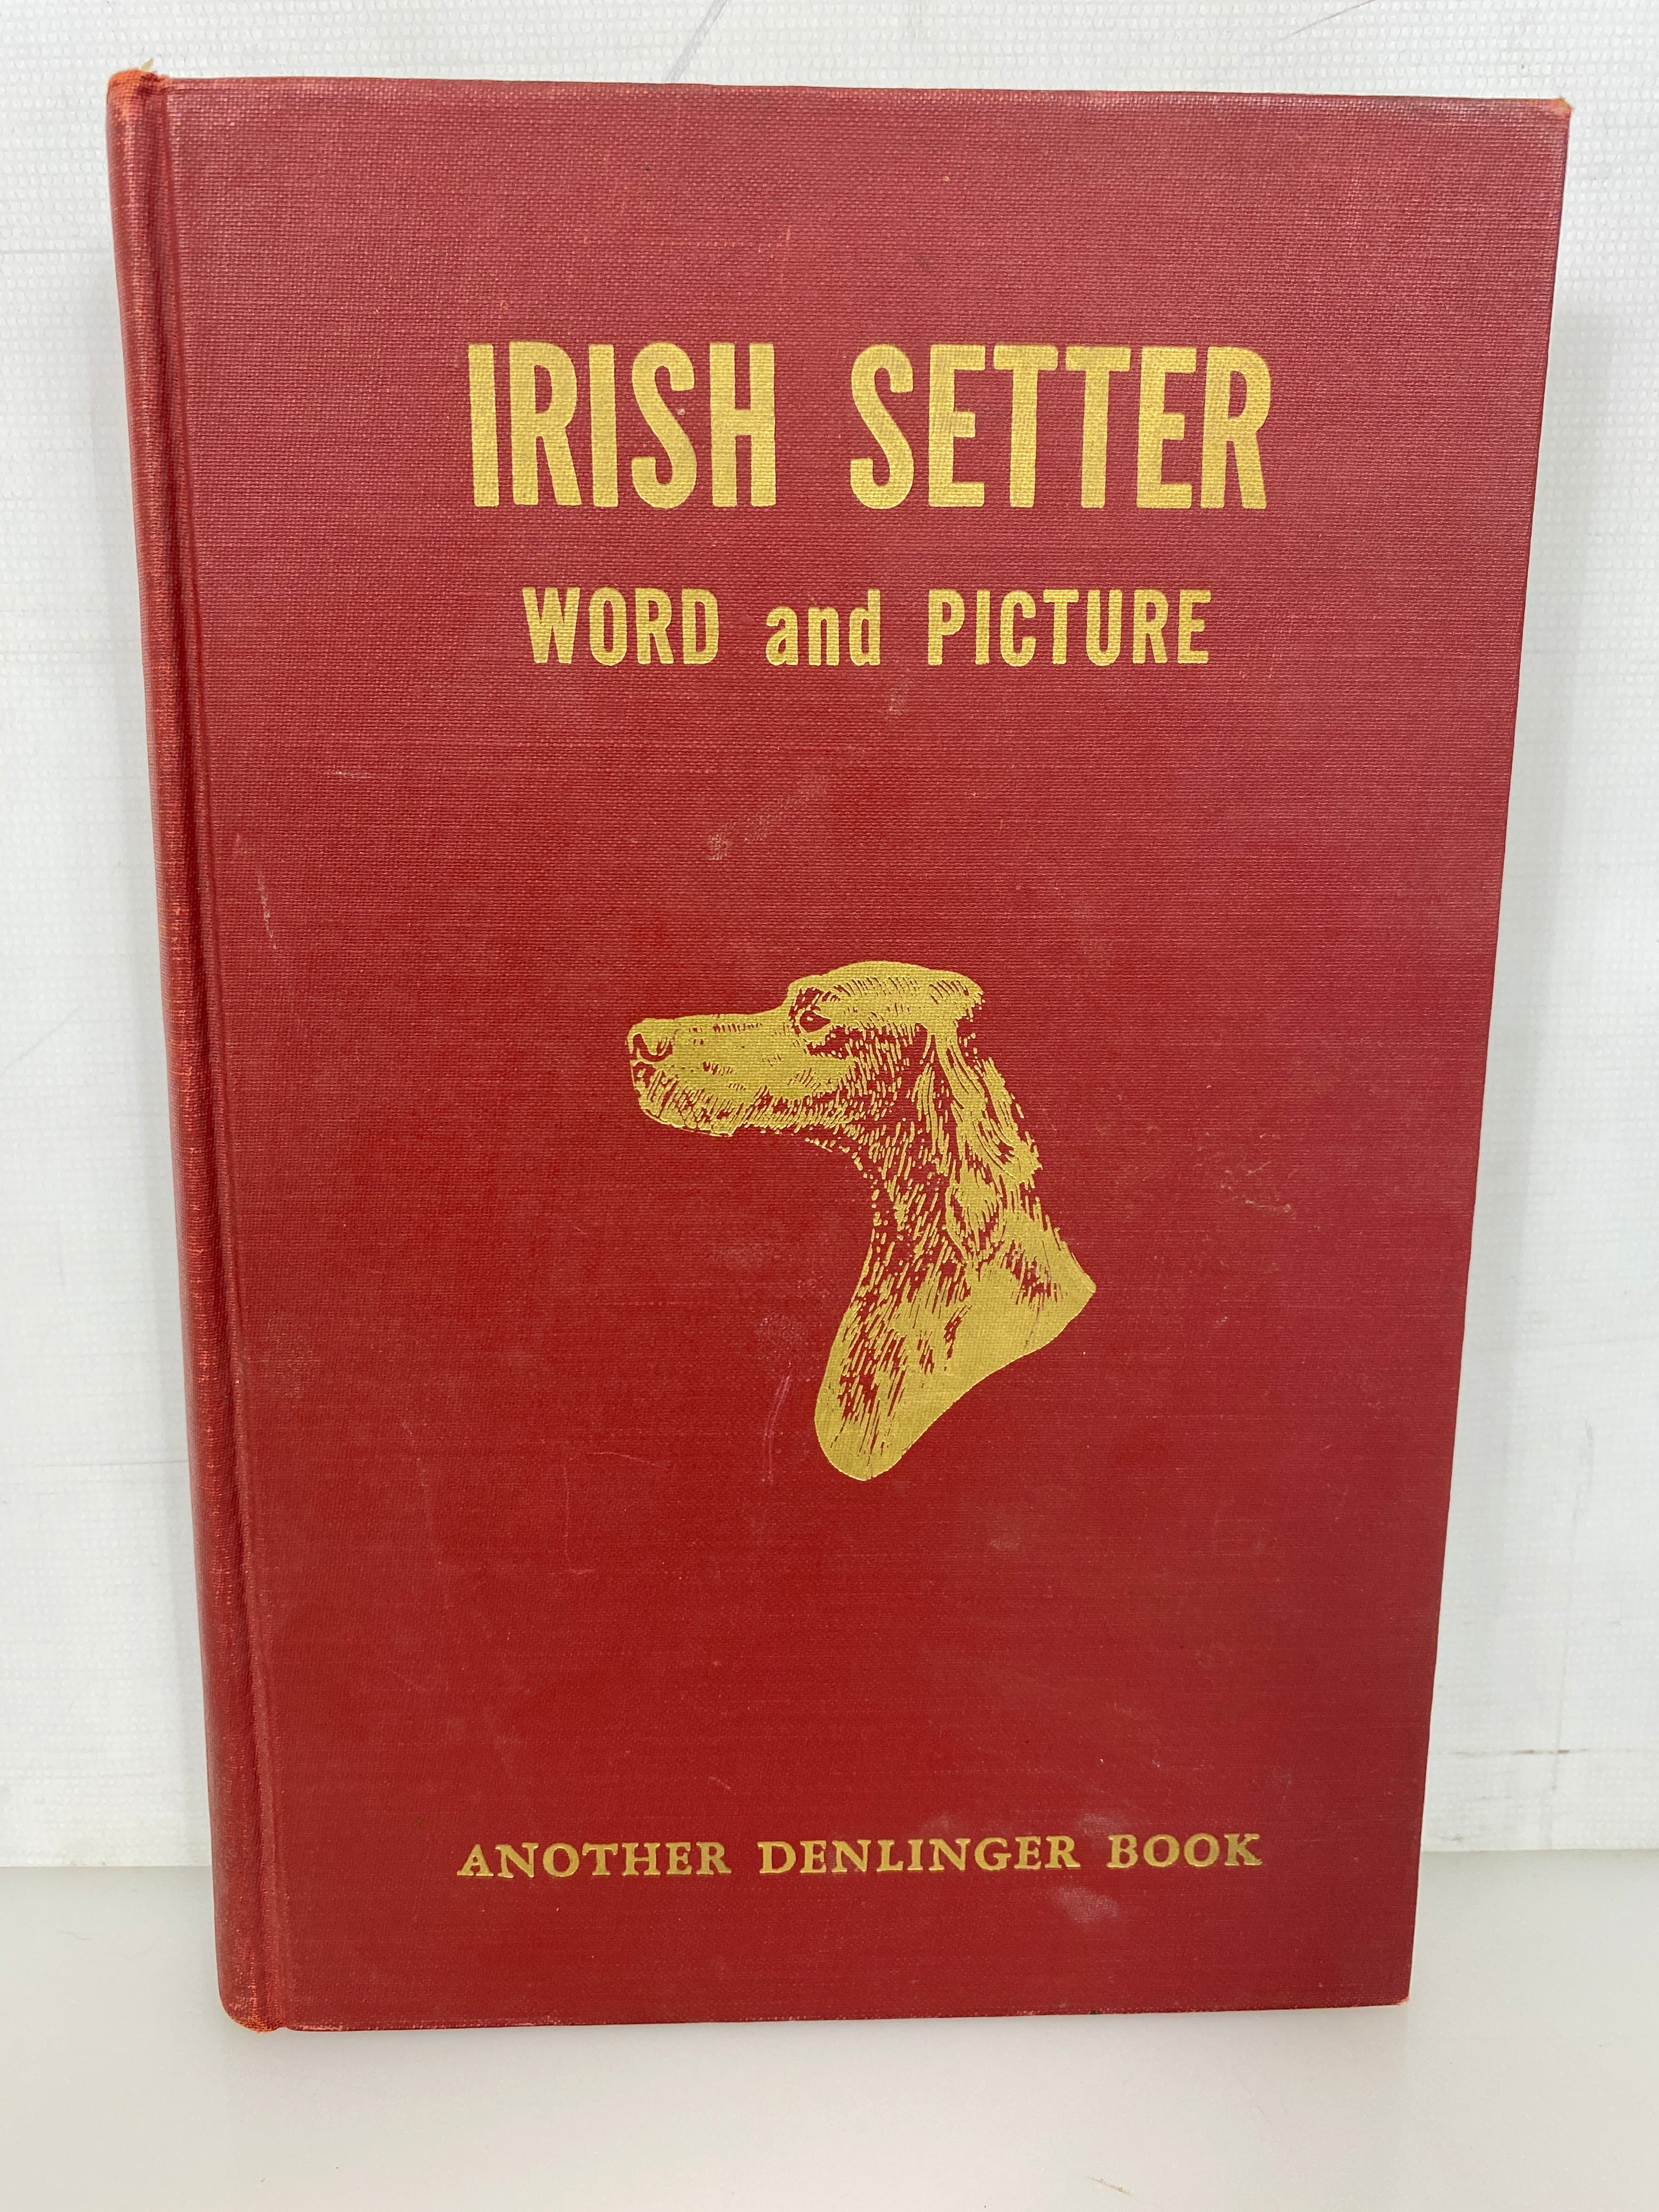 IRISH SETTER
WORD and PICTURE
ANOTHER DENLINGER BOOK